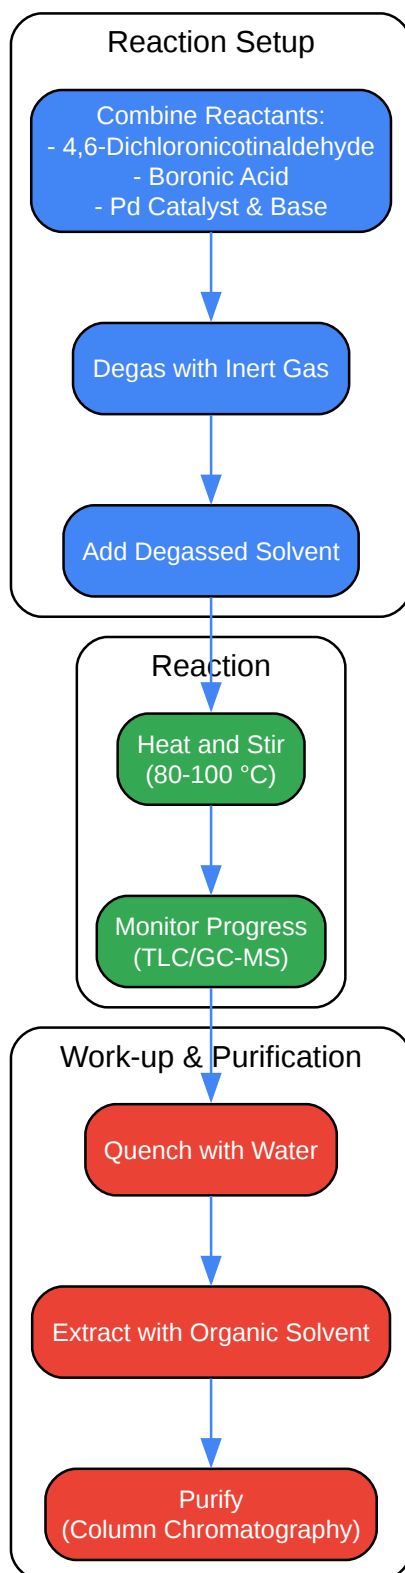 Reaction Setup
Combine Reactants:
- 4,6-Dichloronicotinaldehyde
- Boronic Acid
- Pd Catalyst & Base
Degas with Inert Gas
Add Degassed Solvent
Reaction
Heat and Stir
(80-100 °C)
Monitor Progress
(TLC/GC-MS)
Work-up & Purification
Quench with Water
Extract with Organic Solvent
Purify
(Column Chromatography)